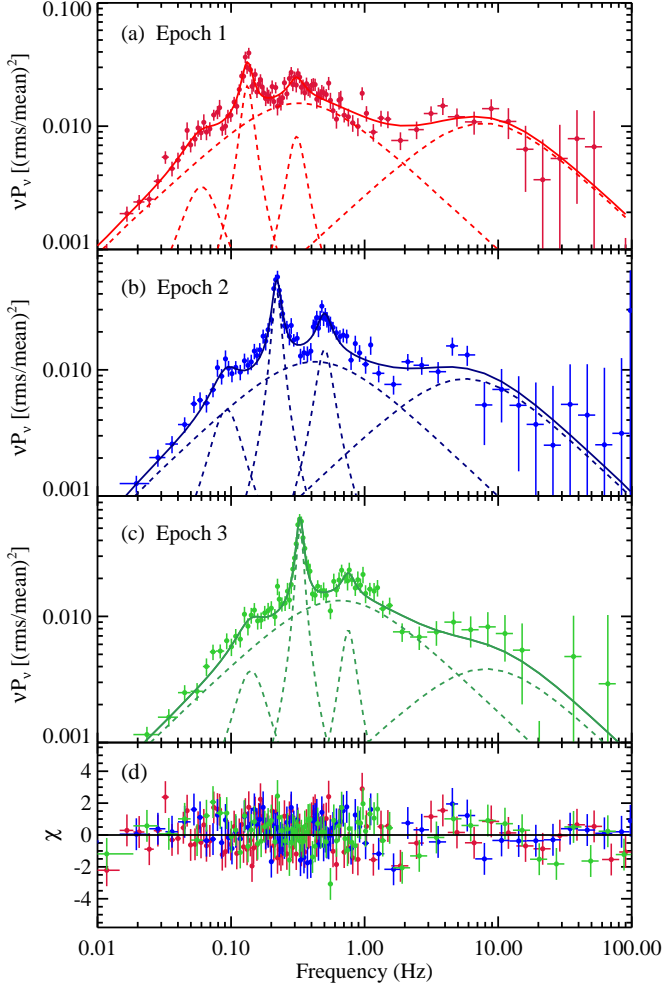 0.100
(a) Epoch 1
0.010
νPν [(rms/mean)²]
0.001
(b) Epoch 2
0.010
νPν [(rms/mean)²]
0.001
(c) Epoch 3
0.010
νPν [(rms/mean)²]
0.001
(d)
4
2
0
-2
-4
χ
0.01 0.10 1.00 10.00 100.00
Frequency (Hz)